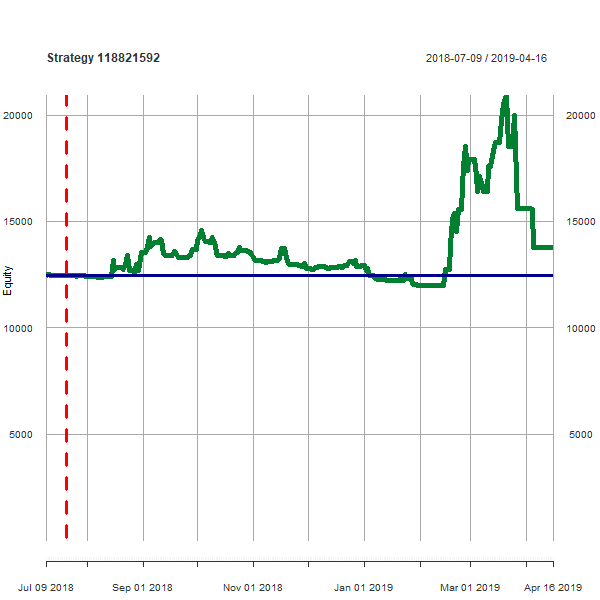 Strategy 118821592 2018-07-09 / 2019-04-16
20000 20000
15000 15000
Equity
10000 10000
5000 5000
Jul 09 2018 Sep 01 2018 Nov 01 2018 Jan 01 2019 Mar 01 2019 Apr 16 2019